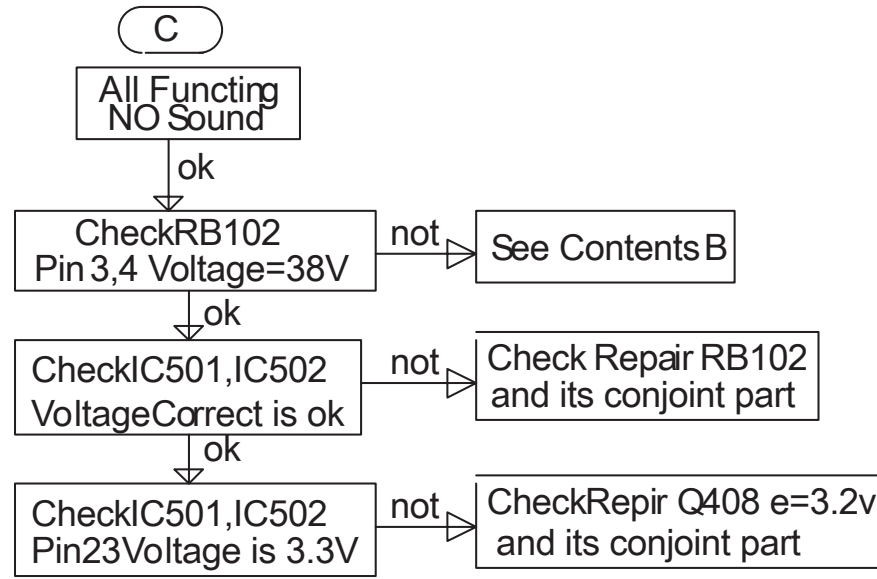 C
All Functing
NO Sound
ok
CheckRB102
Pin 3,4 Voltage=38V
not
See Contents B
ok
CheckIC501,IC502
VoltageCorrect is ok
not
Check Repair RB102
and its conjoint part
ok
CheckIC501,IC502
Pin23Voltage is 3.3V
not
CheckRepir Q408 e=3.2v
and its conjoint part